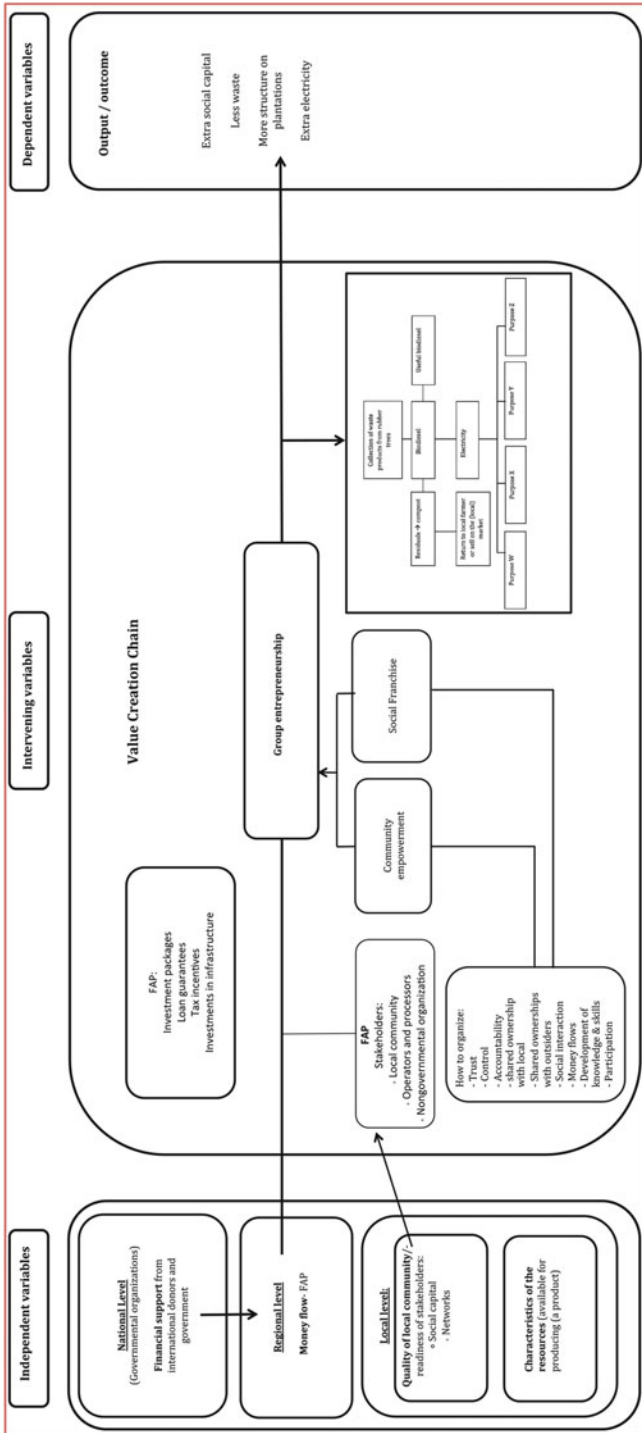 Independent variables
National Level
(Governmental organizations)
Financial support from
international donors and
government
Regional level
Money flow- FAP
Local level:
Quality of local community/-
readiness of stakeholders:
∘ Social capital
- Networks
Characteristics of the
resources (available for
producing (a product)
Intervening variables
Value Creation Chain
FAP:
Investment packages
Loan guarantees
Tax incentives
Investments in infrastructure
Group entrepreneurship
FAP
Stakeholders:
- Local community
- Operators and processors
- Nongovernmental organization
Community
empowerment
Social Franchise
How to organize:
- Trust
- Control
- Accountability
- shared ownership
with local
- Shared ownerships
with outsiders
- Social interaction
- Money flows
- Development of
knowledge & skills
- Participation
Collection of waste
products from rubber
trees
Residuals → compost
Biodiesel
Useful biodiesel
Return to local farmer
or sell on the (local)
market
Electricity
Purpose W
Purpose X
Purpose Y
Purpose Z
Dependent variables
Output / outcome
Extra social capital
Less waste
More structure on
plantations
Extra electricity